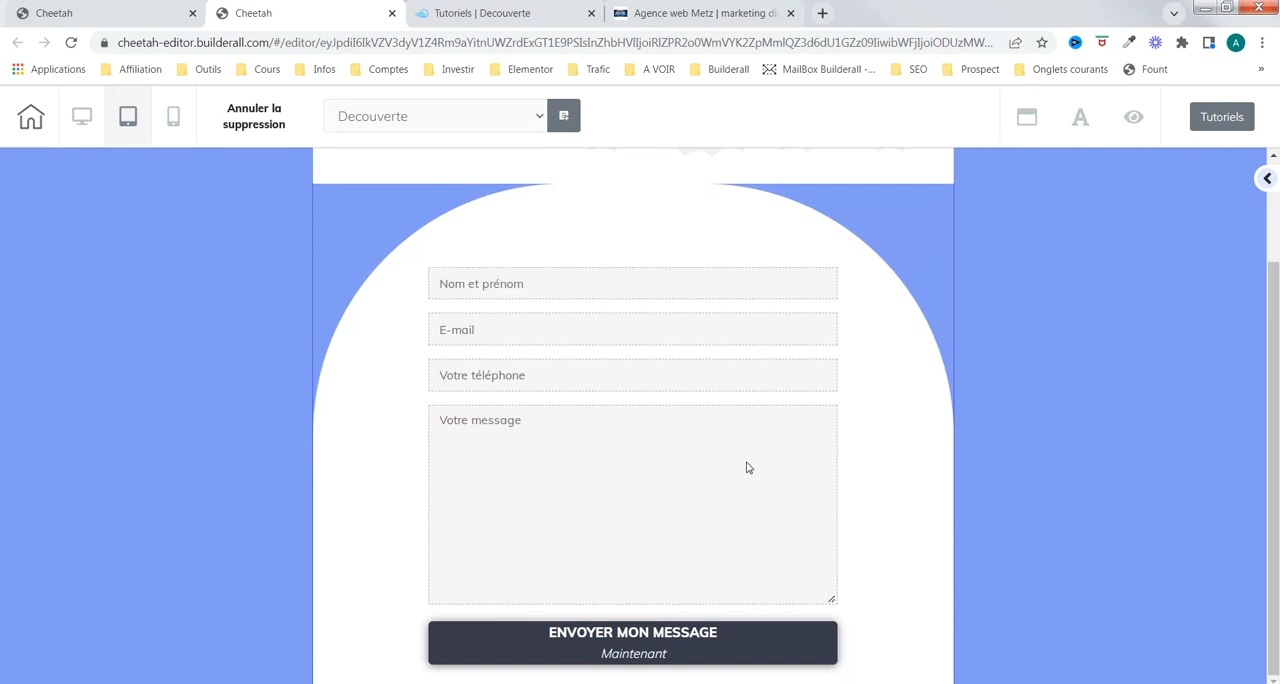 Cheetah
Cheetah
Tutoriels | Decouverte
Agence web Metz | marketing di
cheetah-editor.builderall.com/#/editor/
Applications
Affiliation
Outils
Cours
Infos
Comptes
Investir
Elementor
Trafic
A VOIR
Builderall
MailBox Builderall -...
SEO
Prospect
Onglets courants
Fount
»
Annuler la
suppression
Decouverte
A
Tutoriels
Nom et prénom
E-mail
Votre téléphone
Votre message
ENVOYER MON MESSAGE
Maintenant